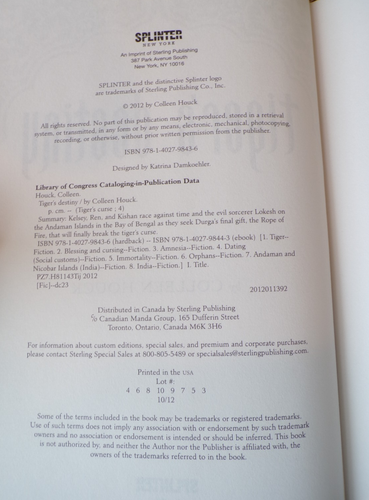 SPLINTER
NEW YORK
An Imprint of Sterling Publishing
387 Park Avenue South
New York, NY 10016
SPLINTER and the distinctive Splinter logo
are trademarks of Sterling Publishing Co., Inc.
© 2012 by Colleen Houck
All rights reserved. No part of this publication may be reproduced, stored in a retrieval
system, or transmitted, in any form or by any means, electronic, mechanical, photocopying,
recording, or otherwise, without prior written permission from the publisher.
ISBN 978-1-4027-9843-6
Designed by Katrina Damkoehler
Library of Congress Cataloging-in-Publication Data
Houck, Colleen.
Tiger's destiny / by Colleen Houck.
p. cm. – (Tiger's curse ; 4)
Summary: Kelsey, Ren, and Kishan race against time and the evil sorcerer Lokesh on
the Andaman Islands in the Bay of Bengal as they seek Durga's final gift, the Rope of
Fire, that will finally break the tiger's curse.
ISBN 978-1-4027-9843-6 (hardback) – ISBN 978-1-4027-9844-3 (ebook) [1. Tiger–
Fiction. 2. Blessing and cursing–Fiction. 3. Amnesia–Fiction. 4. Dating
(Social customs)–Fiction. 5. Immortality–Fiction. 6. Orphans–Fiction. 7. Andaman and
Nicobar Islands (India)–Fiction. 8. India–Fiction.] I. Title.
PZ7.H81143Tij 2012
[Fic]–dc23
2012011392
Distributed in Canada by Sterling Publishing
c/o Canadian Manda Group, 165 Dufferin Street
Toronto, Ontario, Canada M6K 3H6
For information about custom editions, special sales, and premium and corporate purchases,
please contact Sterling Special Sales at 800-805-5489 or specialsales@sterlingpublishing.com.
Printed in the USA
Lot #:
4 6 8 10 9 7 5 3
10/12
Some of the terms included in the book may be trademarks or registered trademarks.
Use of such terms does not imply any association with or endorsement by such trademark
owners and no association or endorsement is intended or should be inferred. This book
is not authorized by, and neither the Author nor the Publisher is affiliated with, the
owners of the trademarks referred to in the book.